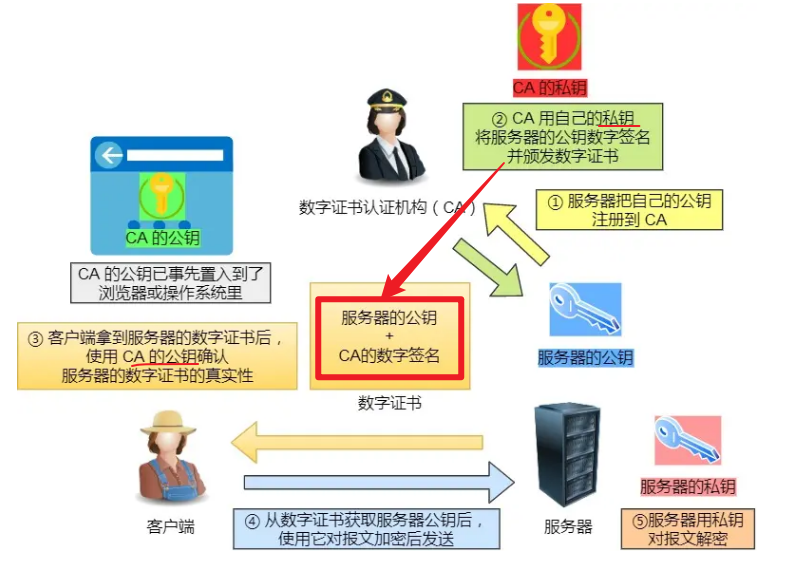 CA 的私钥
② CA 用自己的私钥
将服务器的公钥数字签名
并颁发数字证书
数字证书认证机构（CA）
① 服务器把自己的公钥
注册到 CA
CA 的公钥
CA 的公钥已事先置入到了
浏览器或操作系统里
服务器的公钥
+
CA的数字签名
数字证书
服务器的公钥
③ 客户端拿到服务器的数字证书后，
使用 CA 的公钥确认
服务器的数字证书的真实性
客户端
服务器
服务器的私钥
④ 从数字证书获取服务器公钥后，
使用它对报文加密后发送
⑤服务器用私钥
对报文解密